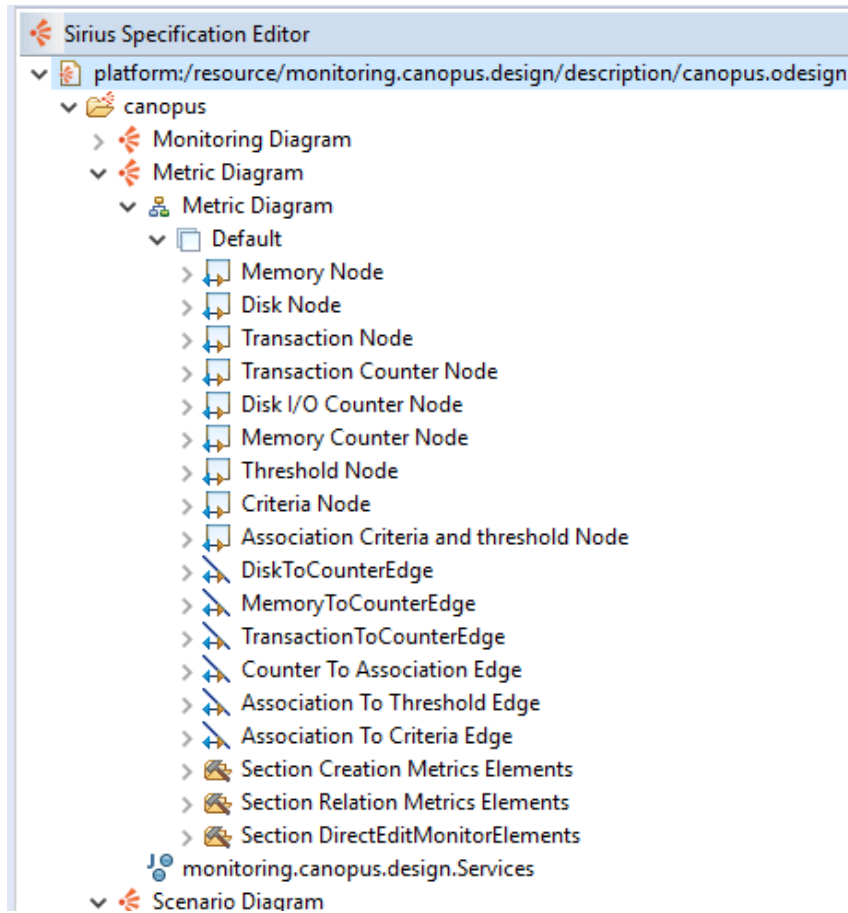 Sirius Specification Editor
platform:/resource/monitoring.canopus.design/description/canopus.odesign
canopus
Monitoring Diagram
Metric Diagram
Metric Diagram
Default
Memory Node
Disk Node
Transaction Node
Transaction Counter Node
Disk I/O Counter Node
Memory Counter Node
Threshold Node
Criteria Node
Association Criteria and threshold Node
DiskToCounterEdge
MemoryToCounterEdge
TransactionToCounterEdge
Counter To Association Edge
Association To Threshold Edge
Association To Criteria Edge
Section Creation Metrics Elements
Section Relation Metrics Elements
Section DirectEditMonitorElements
monitoring.canopus.design.Services
Scenario Diagram